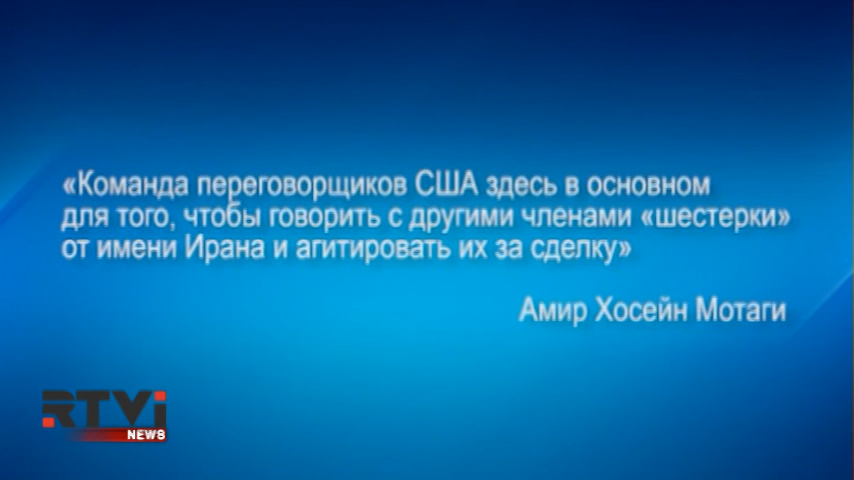 «Команда переговорщиков США здесь в основном
для того, чтобы говорить с другими членами «шестерки»
от имени Ирана и агитировать их за сделку»
Амир Хосейн Мотаги
RTVi
NEWS